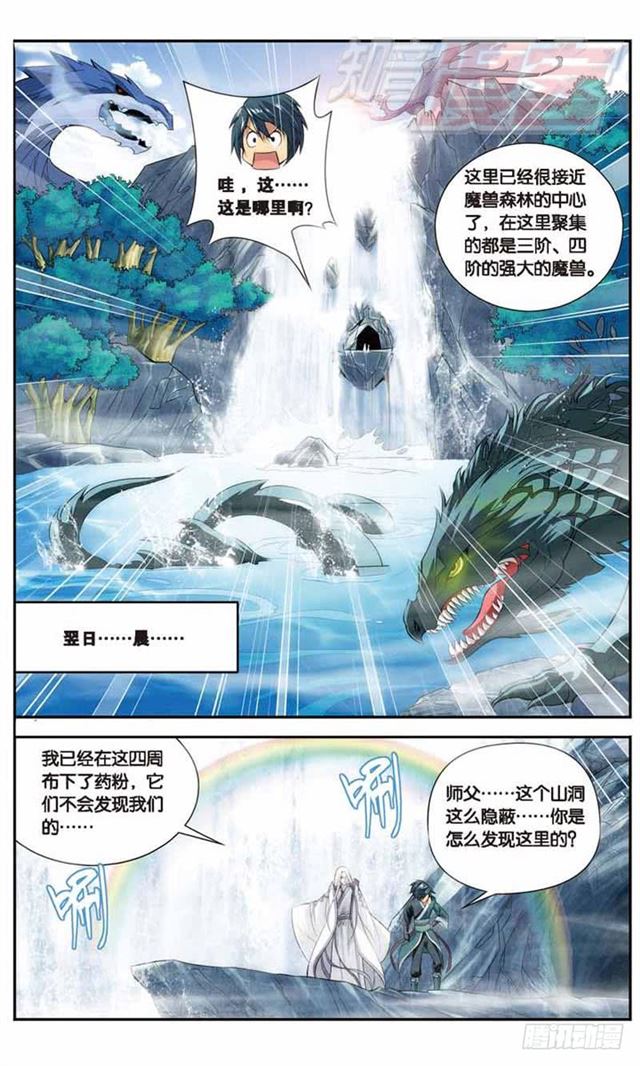 知音漫客
哇，这……
这是哪里啊？
这里已经很接近
魔兽森林的中心
了，在这里聚集
的都是三阶、四
阶的强大的魔兽。
翌日……晨……
我已经在这四周
布下了药粉，它
们不会发现我们
的……
唰
唰
师父……这个山洞
这么隐蔽……你是
怎么发现这里的？
腾讯动漫